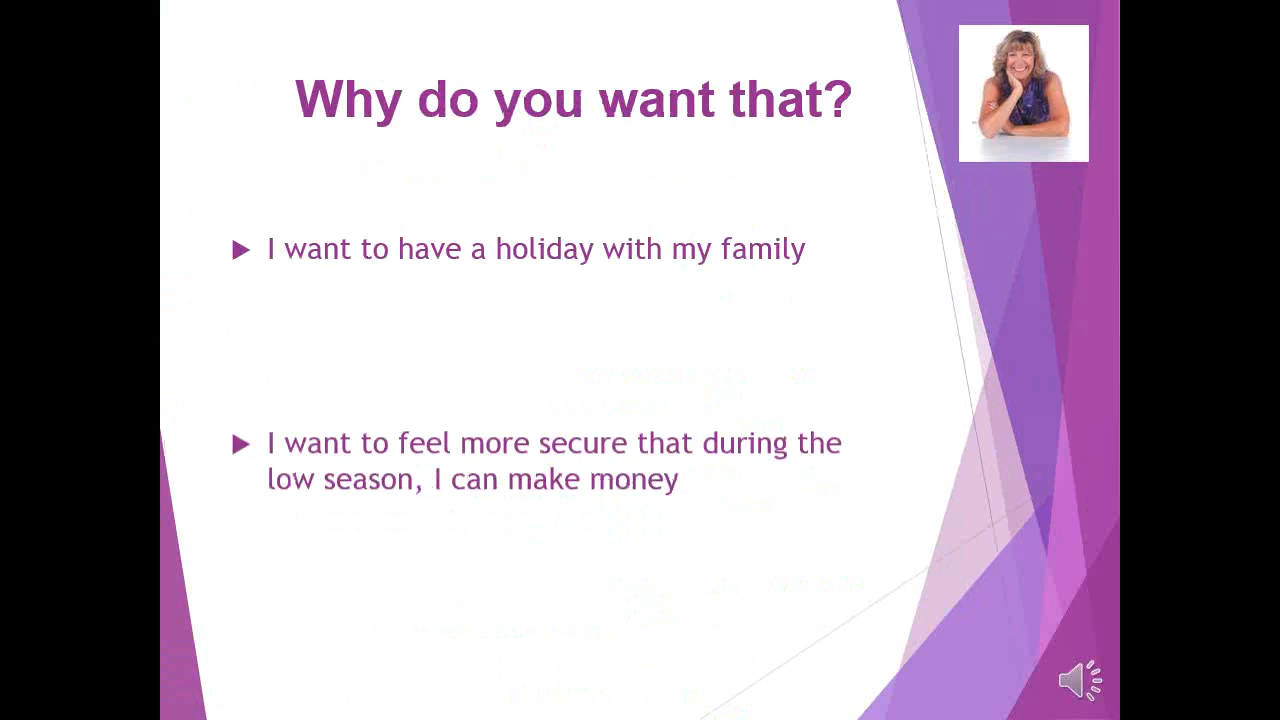 Why do you want that?
I want to have a holiday with my family
I want to feel more secure that during the
low season, I can make money